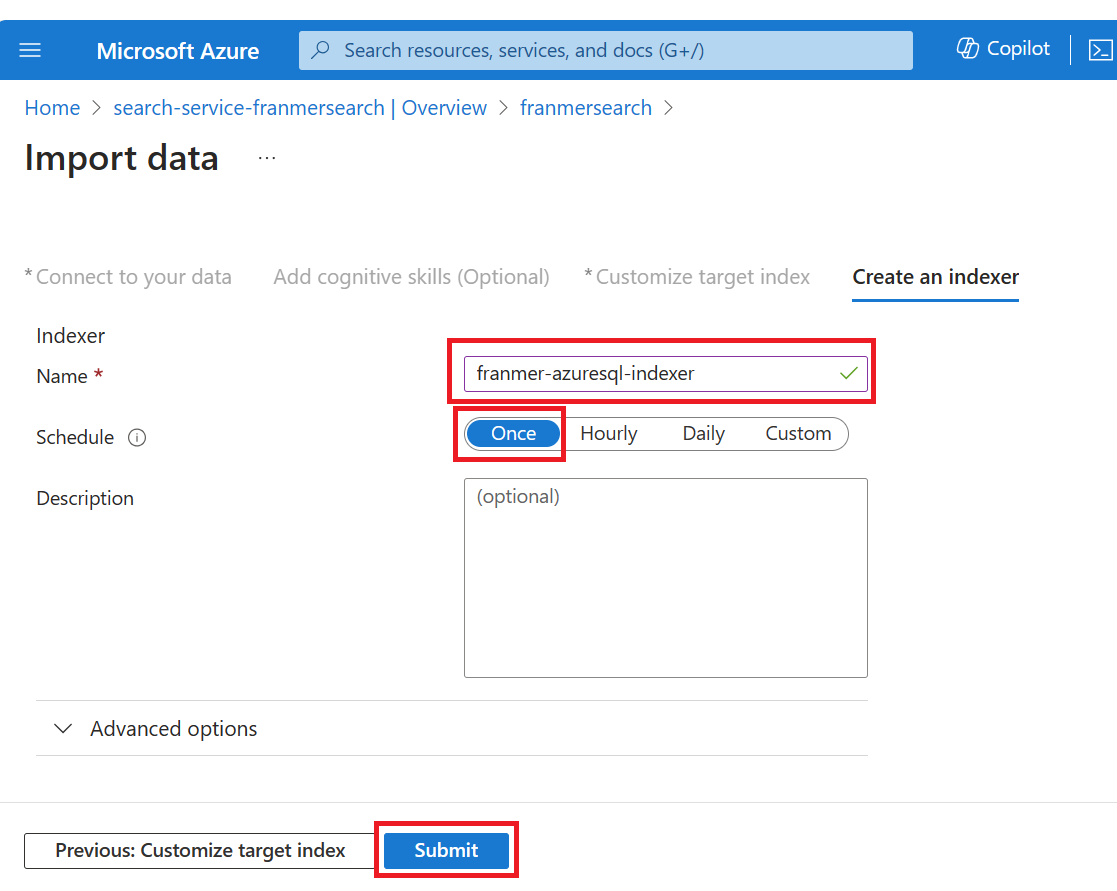 Microsoft Azure Search resources, services, and docs (G+/) Copilot
Home > search-service-franmersearch | Overview > franmersearch >
Import data ...
* Connect to your data Add cognitive skills (Optional) * Customize target index Create an indexer
Indexer
Name * franmer-azuresql-indexer
Schedule Once Hourly Daily Custom
Description (optional)
Advanced options
Previous: Customize target index Submit